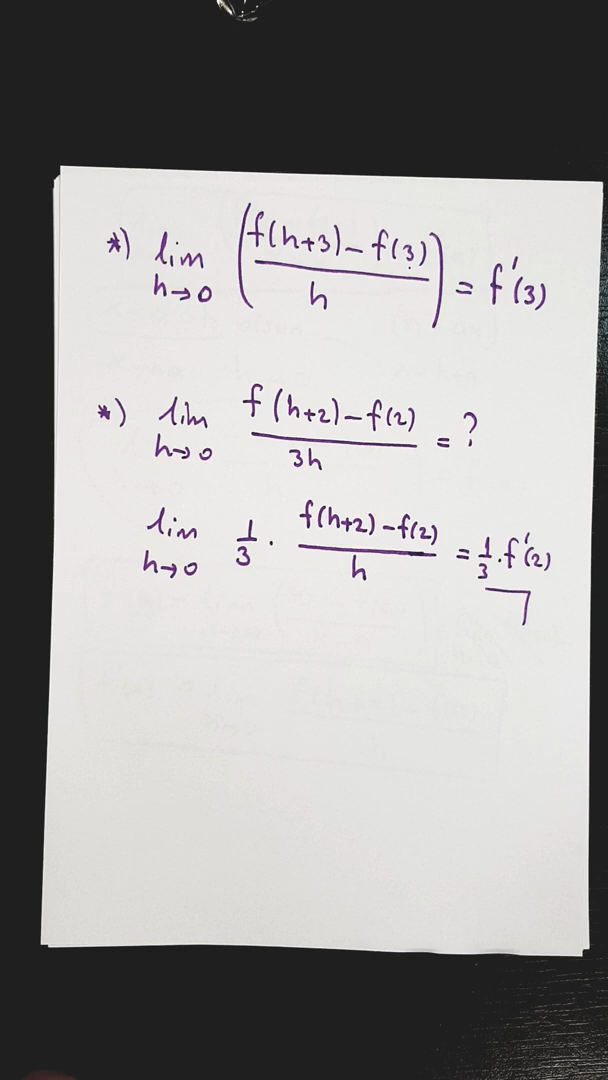 *) lim h→0 (f(h+3) - f(3) / h) = f'(3)
*) lim h→0 f(h+2) - f(2) / 3h = ?
lim h→0 1/3 . f(h+2) - f(2) / h = 1/3 . f'(2)